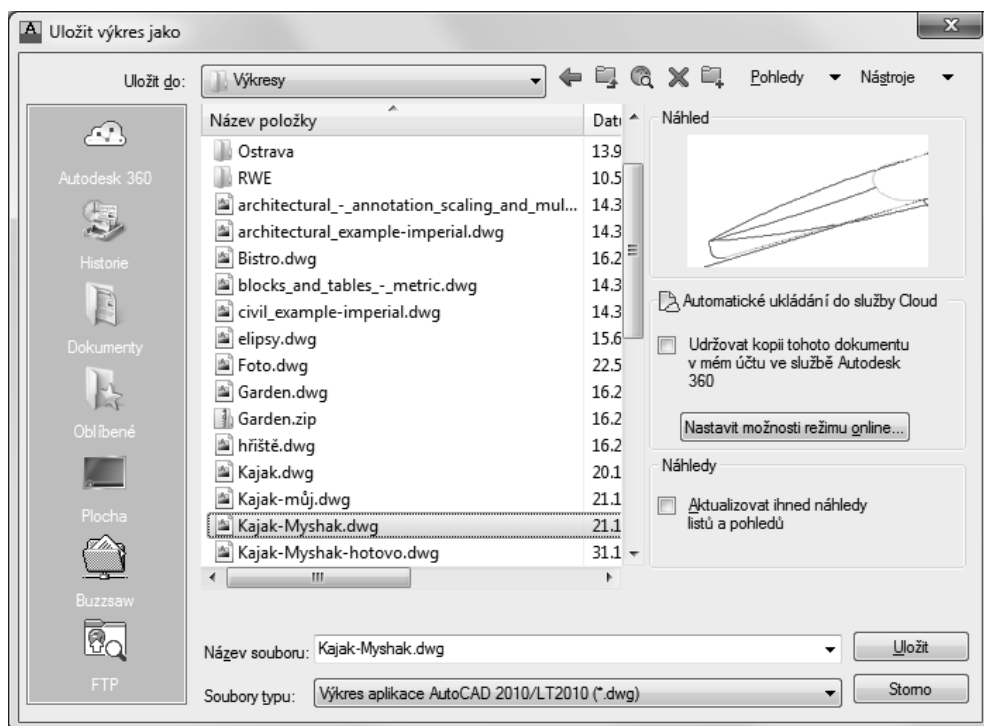 Uložit výkres jako
Uložit do:
Výkresy
Pohledy
Nástroje
Autodesk 360
Historie
Dokumenty
Oblíbené
Plocha
Buzzsaw
FTP
Název položky
Datu
Ostrava 13.9
RWE 10.5
architectural_-_annotation_scaling_and_mul... 14.3
architectural_example-imperial.dwg 14.3
Bistro.dwg 16.2
blocks_and_tables_-_metric.dwg 14.3
civil_example-imperial.dwg 14.3
elipsy.dwg 15.6
Foto.dwg 22.5
Garden.dwg 16.2
Garden.zip 16.2
hřiště.dwg 16.2
Kajak.dwg 20.1
Kajak-můj.dwg 21.1
Kajak-Myshak.dwg 21.1
Kajak-Myshak-hotovo.dwg 31.1
Náhled
Automatické ukládání do služby Cloud
Udržovat kopii tohoto dokumentu
v mém účtu ve službě Autodesk
360
Nastavit možnosti režimu online...
Náhledy
Aktualizovat ihned náhledy
listů a pohledů
Název souboru:
Kajak-Myshak.dwg
Uložit
Soubory typu:
Výkres aplikace AutoCAD 2010/LT2010 (*.dwg)
Storno